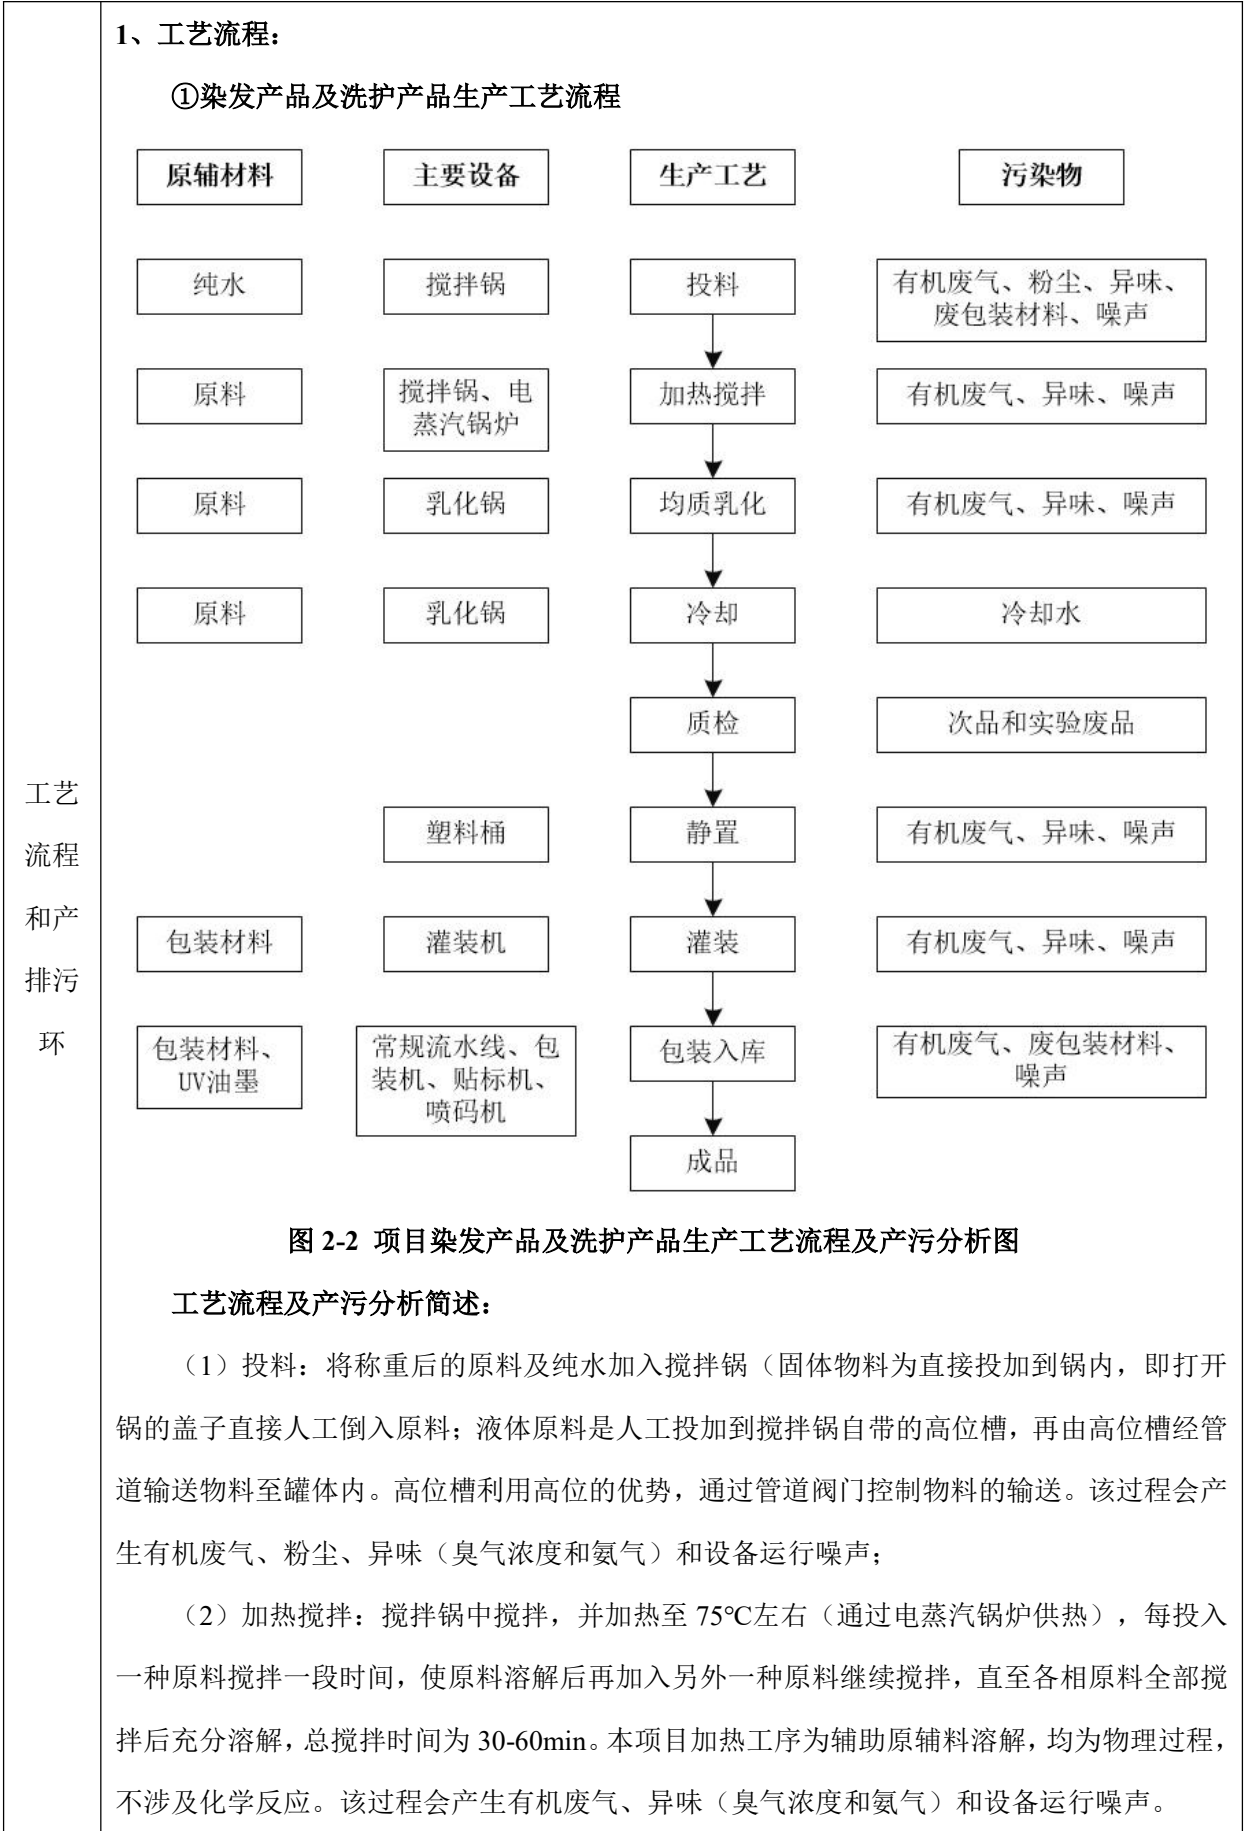 1、工艺流程：
①染发产品及洗护产品生产工艺流程
原辅材料 主要设备 生产工艺 污染物
纯水 搅拌锅 投料 有机废气、粉尘、异味、
废包装材料、噪声
原料 搅拌锅、电
蒸汽锅炉 加热搅拌 有机废气、异味、噪声
原料 乳化锅 均质乳化 有机废气、异味、噪声
原料 乳化锅 冷却 冷却水
质检 次品和实验废品
塑料桶 静置 有机废气、异味、噪声
包装材料 灌装机 灌装 有机废气、异味、噪声
包装材料、
UV油墨
常规流水线、包
装机、贴标机、
喷码机
包装入库
有机废气、废包装材料、
噪声
成品
图 2-2 项目染发产品及洗护产品生产工艺流程及产污分析图
工艺流程及产污分析简述：
（1）投料：将称重后的原料及纯水加入搅拌锅（固体物料为直接投加到锅内，即打开
锅的盖子直接人工倒入原料；液体原料是人工投加到搅拌锅自带的高位槽，再由高位槽经管
道输送物料至罐体内。高位槽利用高位的优势，通过管道阀门控制物料的输送。该过程会产
生有机废气、粉尘、异味（臭气浓度和氨气）和设备运行噪声；
（2）加热搅拌：搅拌锅中搅拌，并加热至 75℃左右（通过电蒸汽锅炉供热），每投入
一种原料搅拌一段时间，使原料溶解后再加入另外一种原料继续搅拌，直至各相原料全部搅
拌后充分溶解，总搅拌时间为 30-60min。本项目加热工序为辅助原辅料溶解，均为物理过程，
不涉及化学反应。该过程会产生有机废气、异味（臭气浓度和氨气）和设备运行噪声。
工艺
流程
和产
排污
环